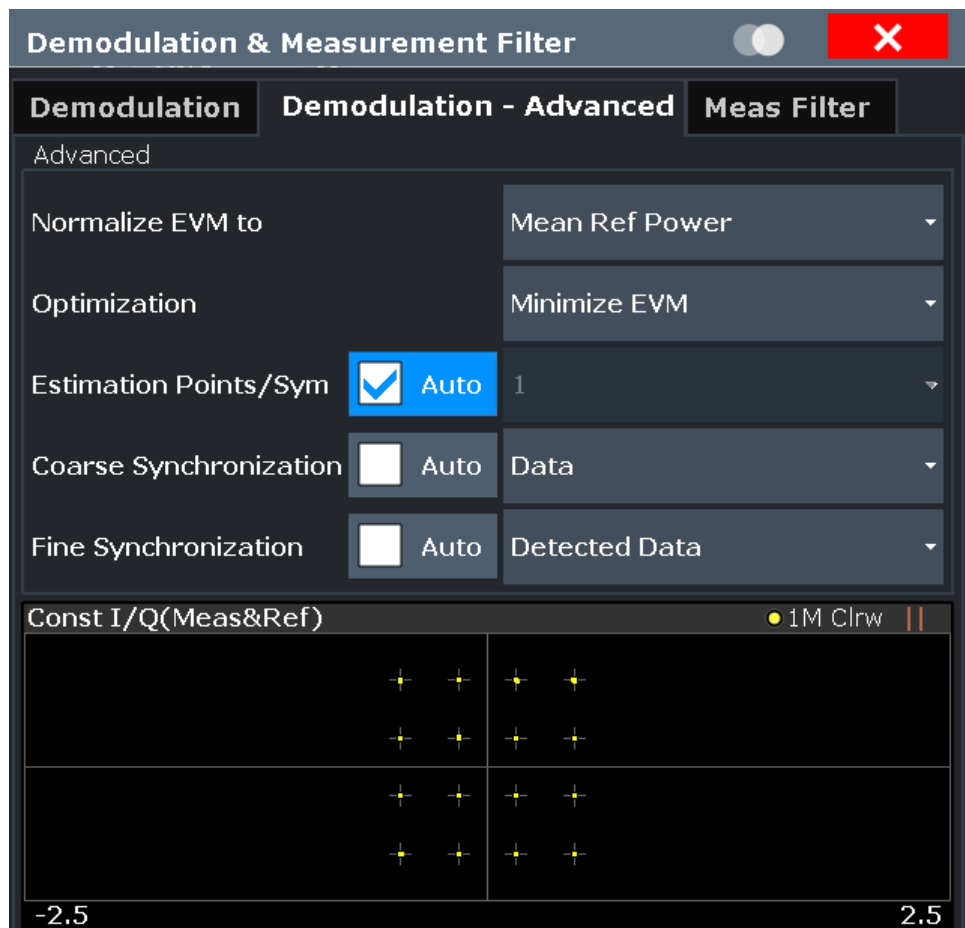 Demodulation & Measurement Filter
Demodulation
Demodulation - Advanced
Meas Filter
Advanced
Normalize EVM to
Mean Ref Power
Optimization
Minimize EVM
Estimation Points/Sym
Auto
1
Coarse Synchronization
Auto
Data
Fine Synchronization
Auto
Detected Data
Const I/Q(Meas&Ref)
1M Clrw
-2.5
2.5